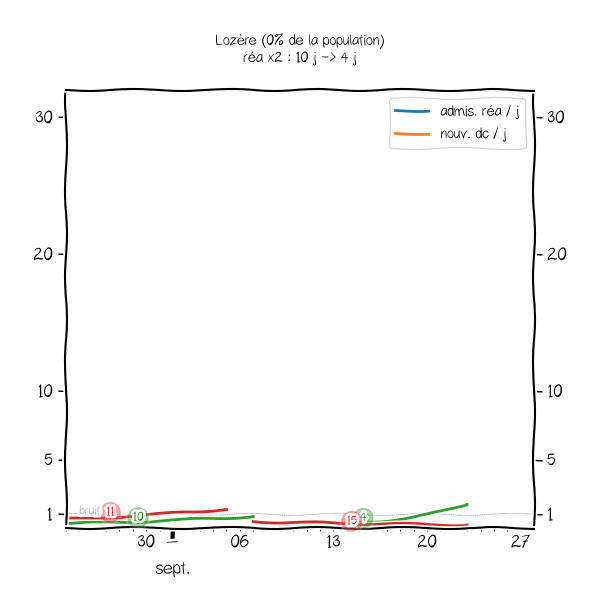 Lozère (0% de la population)
réa x2 : 10 j -> 4 j
admis. réa / j
nouv. dc / j
30 30
20 20
10 10
5 5
1 1
bruit 11 10 15 4
30 06 13 20 27
sept.